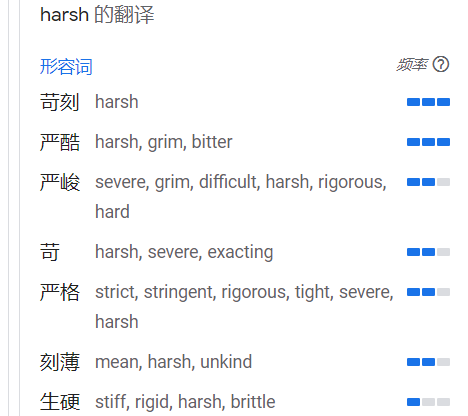 harsh 的翻译
形容词 频率
苛刻 harsh
严酷 harsh, grim, bitter
严峻 severe, grim, difficult, harsh, rigorous,
hard
苛 harsh, severe, exacting
严格 strict, stringent, rigorous, tight, severe,
harsh
刻薄 mean, harsh, unkind
生硬 stiff, rigid, harsh, brittle